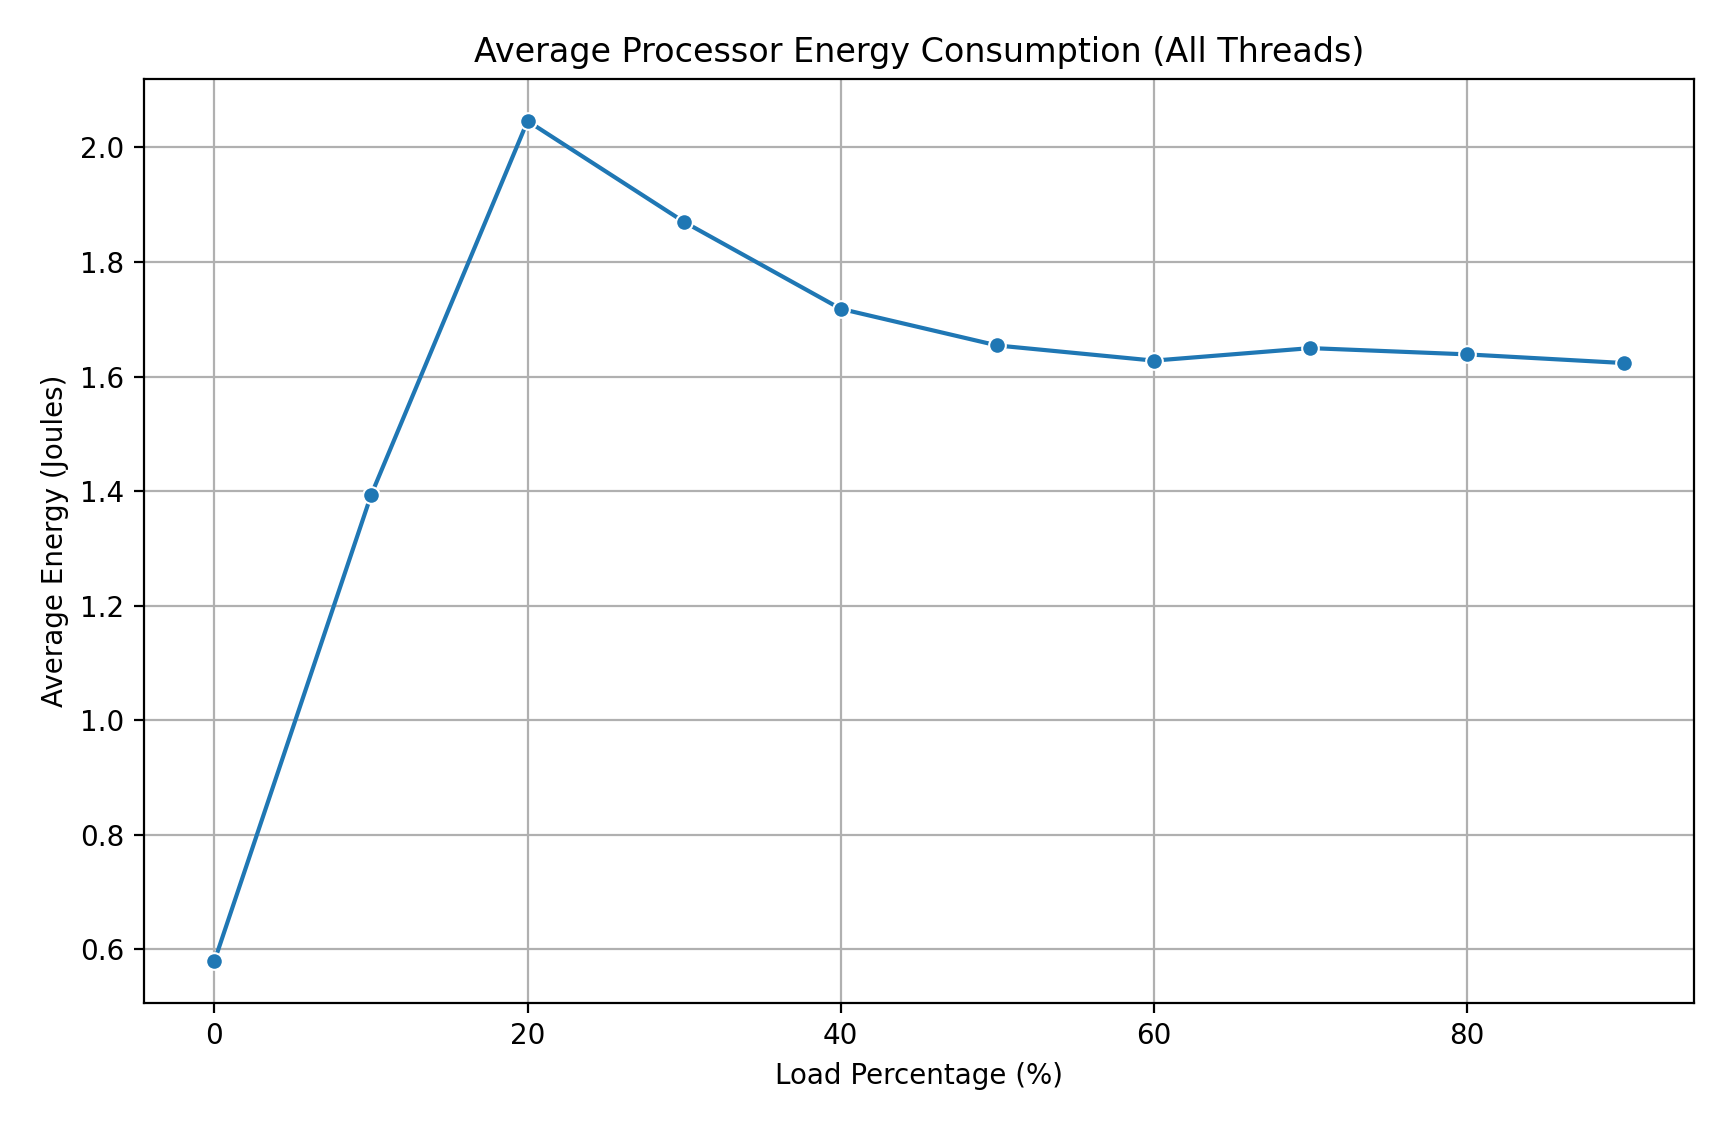 Average Processor Energy Consumption (All Threads)
2.0
1.8
1.6
1.4
1.2
1.0
0.8
0.6
Average Energy (Joules)
0 20 40 60 80
Load Percentage (%)